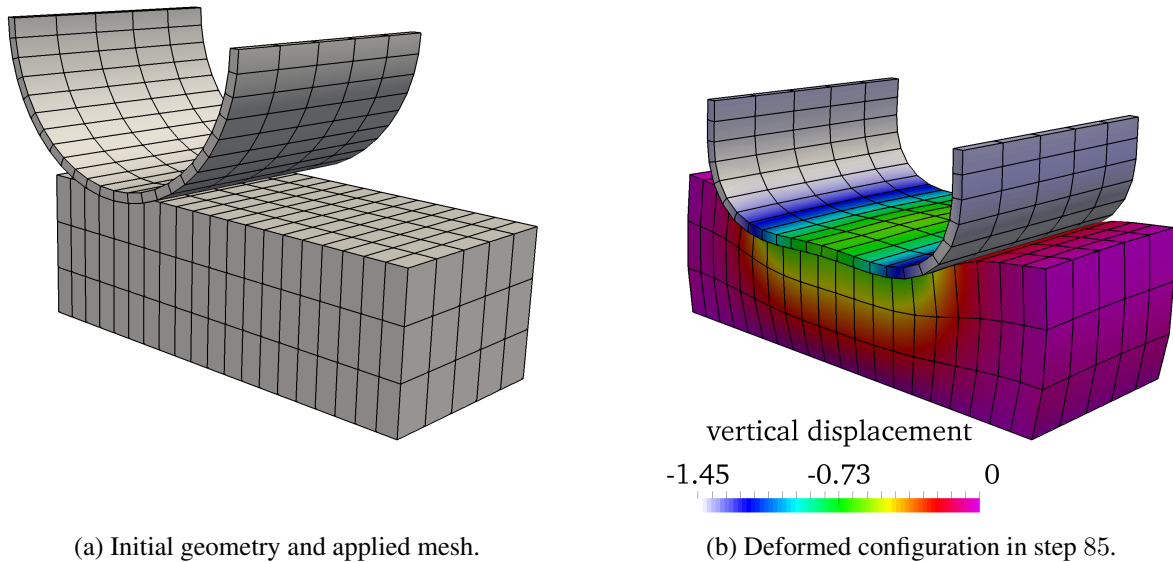 vertical displacement
-1.45 -0.73 0
(a) Initial geometry and applied mesh.
(b) Deformed configuration in step 85.